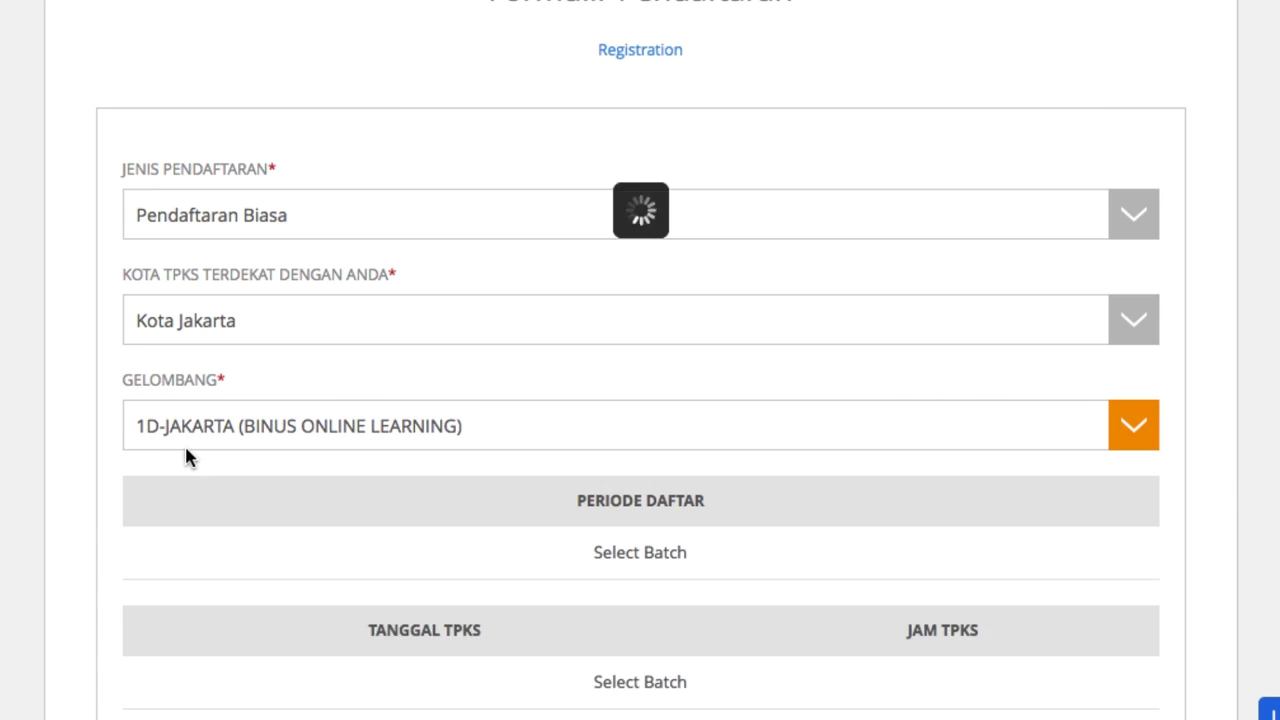 Registration
JENIS PENDAFTARAN*
Pendaftaran Biasa
KOTA TPKS TERDEKAT DENGAN ANDA*
Kota Jakarta
GELOMBANG*
1D-JAKARTA (BINUS ONLINE LEARNING)
PERIODE DAFTAR
Select Batch
TANGGAL TPKS JAM TPKS
Select Batch